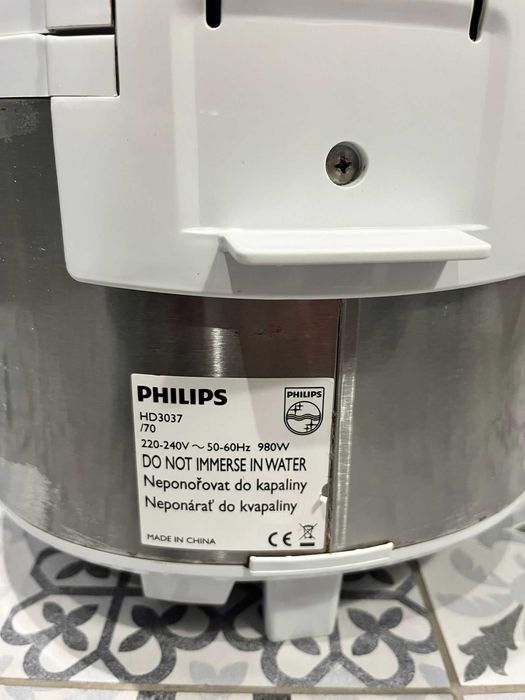 PHILIPS
PHILIPS
HD3037
/70
220-240V ～ 50-60Hz 980W
DO NOT IMMERSE IN WATER
Neponořovat do kapaliny
Neponárať do kvapaliny
MADE IN CHINA
CE